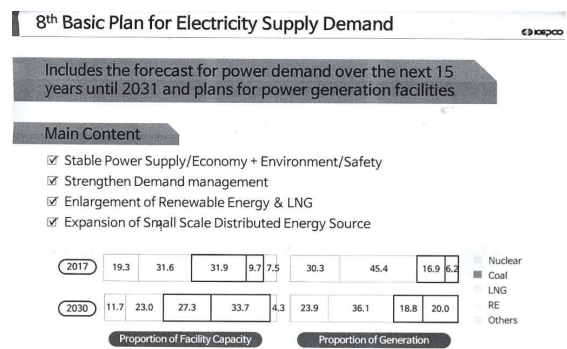 8th Basic Plan for Electricity Supply Demand
KEPCO
Includes the forecast for power demand over the next 15
years until 2031 and plans for power generation facilities
Main Content
☑ Stable Power Supply/Economy + Environment/Safety
☑ Strengthen Demand management
☑ Enlargement of Renewable Energy & LNG
☑ Expansion of Small Scale Distributed Energy Source
2017 19.3 31.6 31.9 9.7 7.5 30.3 45.4 16.9 6.2
2030 11.7 23.0 27.3 33.7 4.3 23.9 36.1 18.8 20.0
Nuclear
Coal
LNG
RE
Others
Proportion of Facility Capacity Proportion of Generation